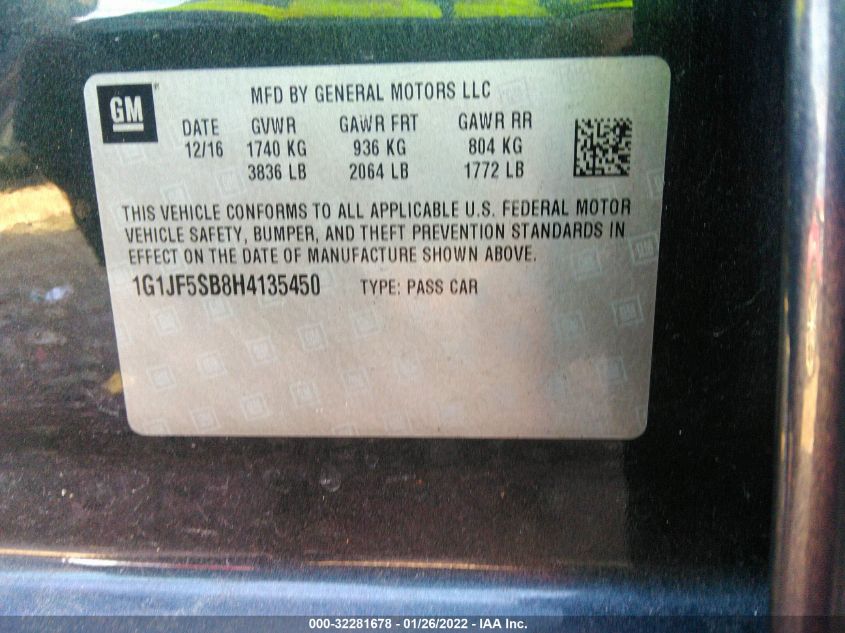 GM
MFD BY GENERAL MOTORS LLC
DATE GVWR GAWR FRT GAWR RR
12/16 1740 KG 936 KG 804 KG
3836 LB 2064 LB 1772 LB
THIS VEHICLE CONFORMS TO ALL APPLICABLE U.S. FEDERAL MOTOR
VEHICLE SAFETY, BUMPER, AND THEFT PREVENTION STANDARDS IN
EFFECT ON THE DATE OF MANUFACTURE SHOWN ABOVE.
1G1JF5SB8H4135450 TYPE: PASS CAR
000-32281678 - 01/26/2022 - IAA Inc.